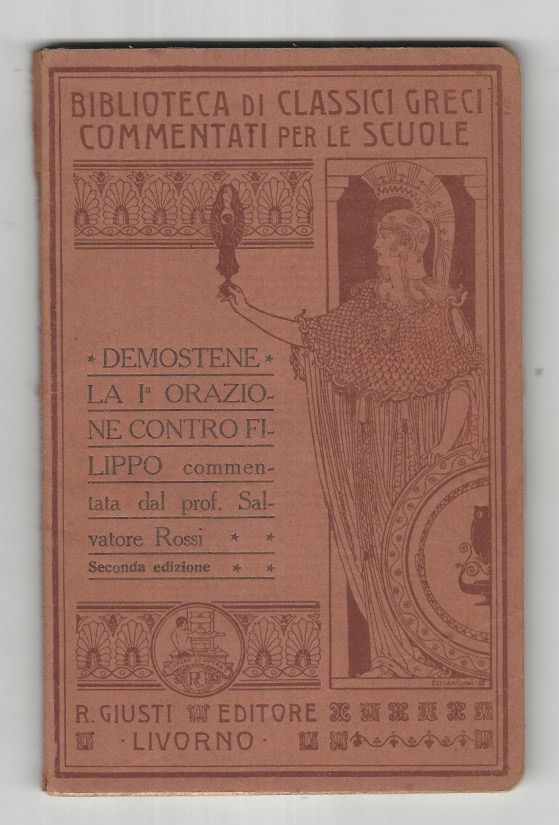 BIBLIOTECA DI CLASSICI GRECI
COMMENTATI PER LE SCUOLE
* DEMOSTENE *
LA Iª ORAZIO-
NE CONTRO FI-
LIPPO commen-
tata dal prof. Sal-
vatore Rossi * *
Seconda edizione * *
R. GIUSTI EDITORE
· LIVORNO ·